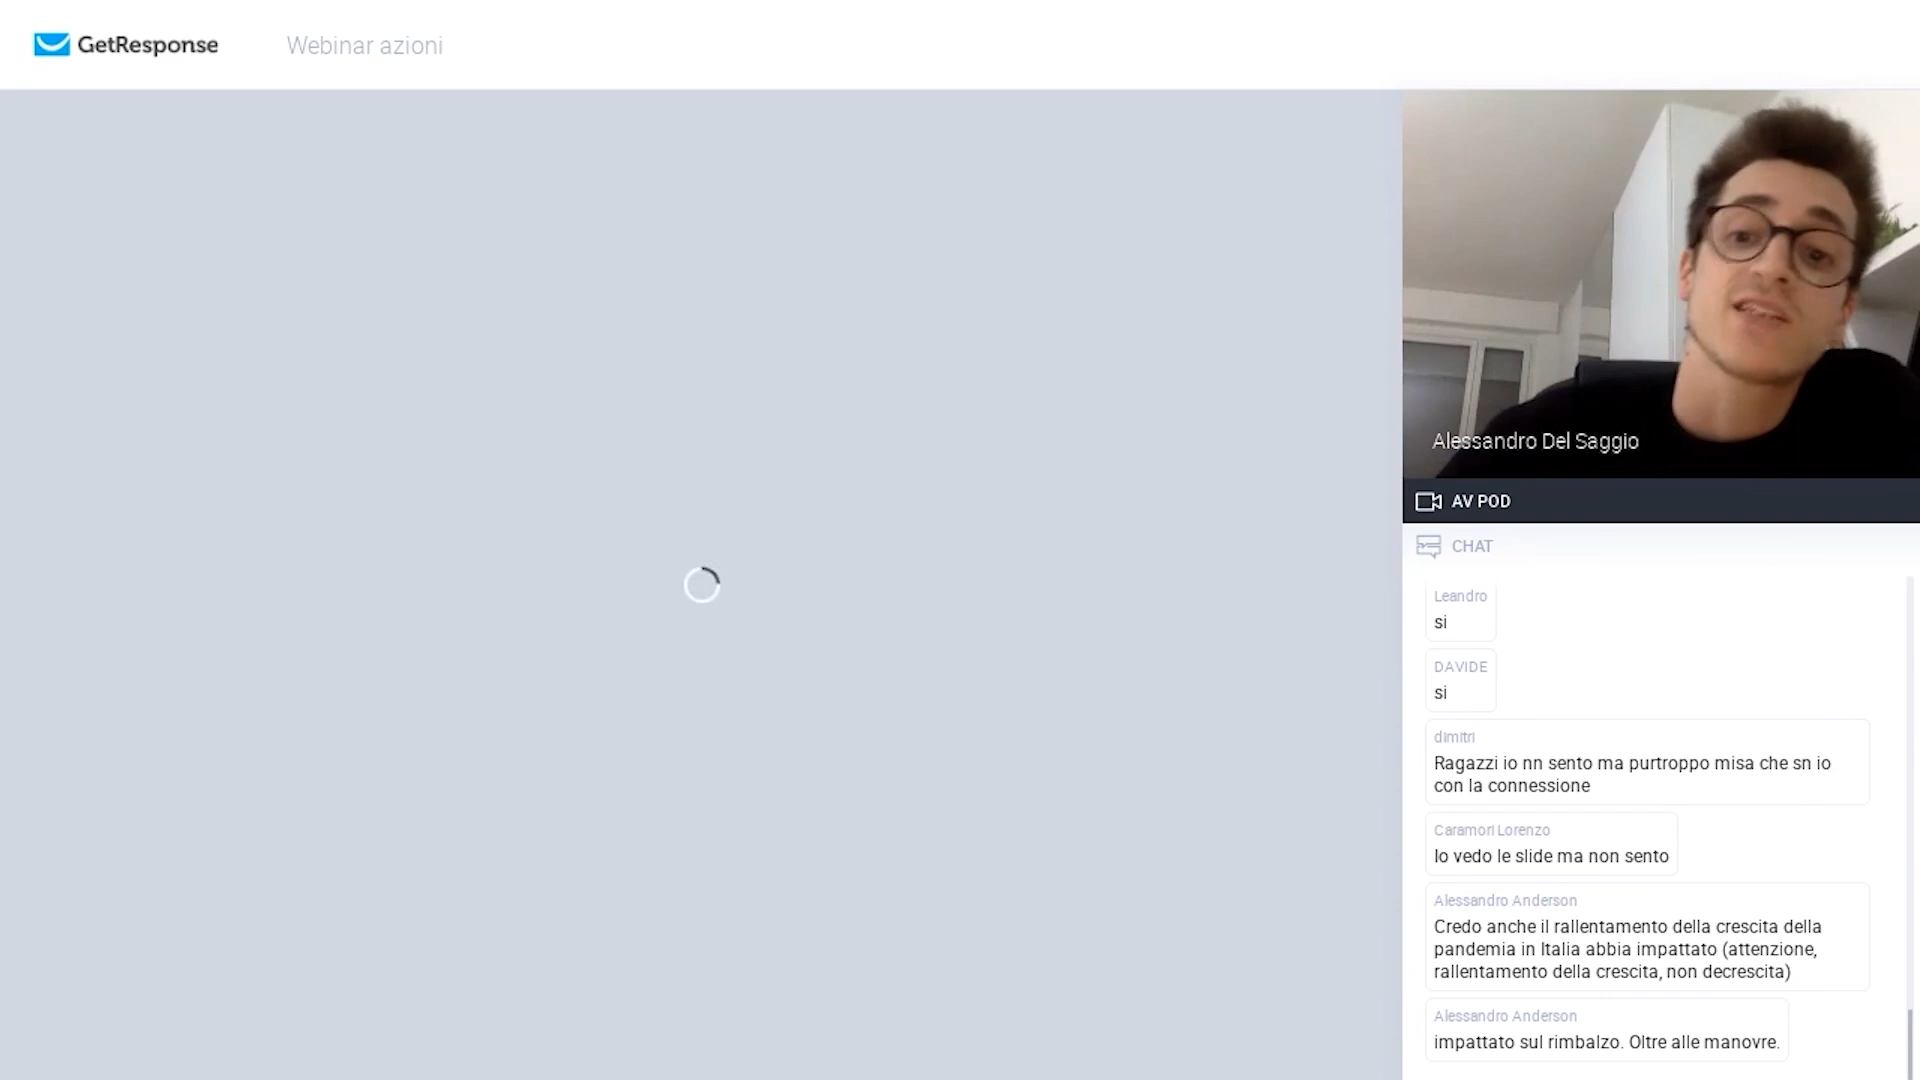 GetResponse
Webinar azioni
Alessandro Del Saggio
AV POD
CHAT
Leandro
si
DAVIDE
si
dimitri
Ragazzi io nn sento ma purtroppo misa che sn io
con la connessione
Caramori Lorenzo
Io vedo le slide ma non sento
Alessandro Anderson
Credo anche il rallentamento della crescita della
pandemia in Italia abbia impattato (attenzione,
rallentamento della crescita, non decrescita)
Alessandro Anderson
impattato sul rimbalzo. Oltre alle manovre.